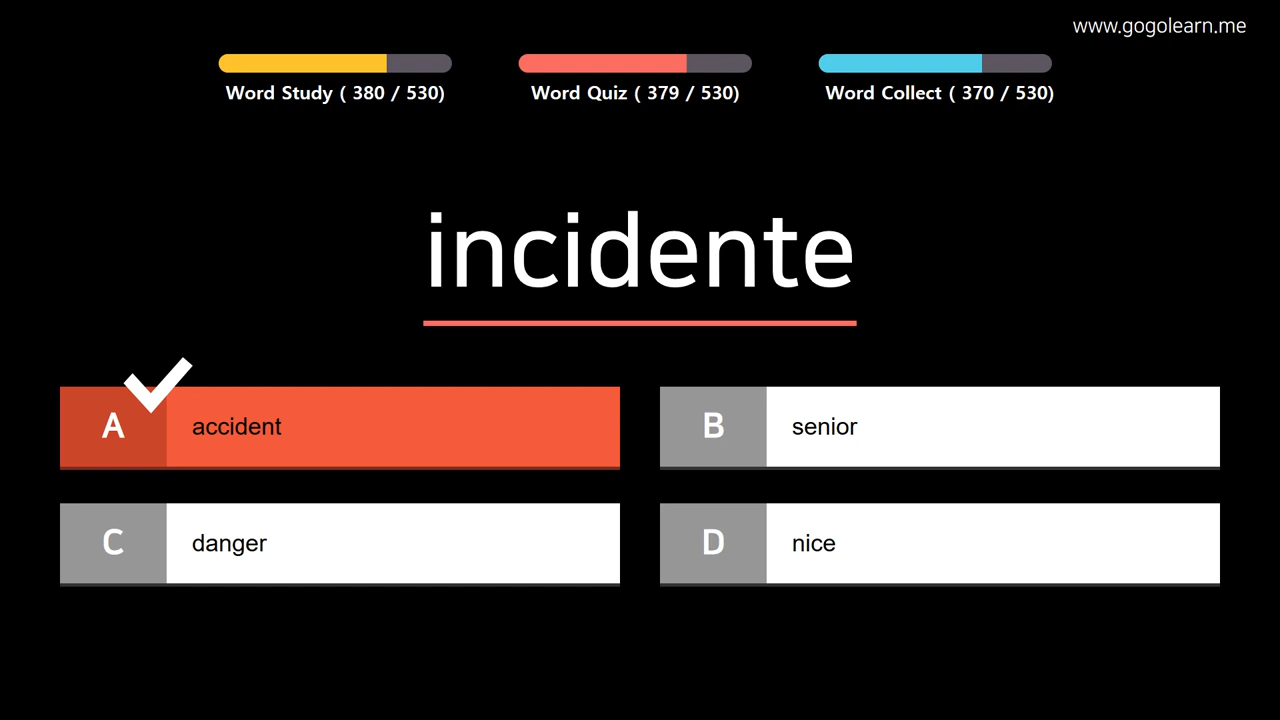 www.gogolearn.me
Word Study ( 380 / 530)
Word Quiz ( 379 / 530)
Word Collect ( 370 / 530)
incidente
A accident
B senior
C danger
D nice